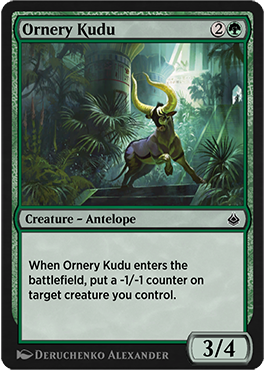 Ornery Kudu 2
Creature – Antelope
When Ornery Kudu enters the
battlefield, put a -1/-1 counter on
target creature you control.
3/4
Deruchenko Alexander